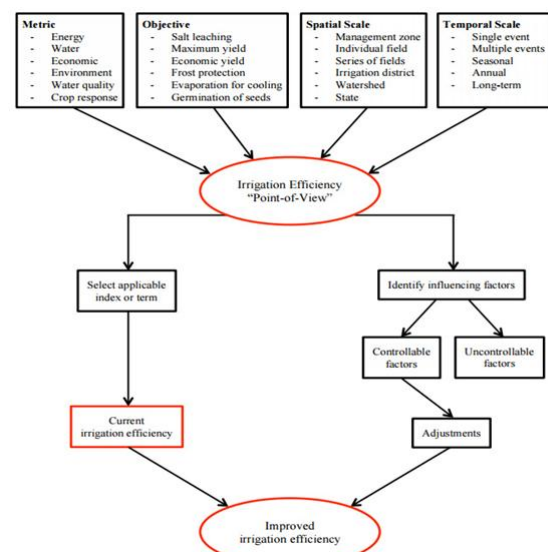 Metric
- Energy
- Water
- Economic
- Environment
- Water quality
- Crop response
Objective
- Salt leaching
- Maximum yield
- Economic yield
- Frost protection
- Evaporation for cooling
- Germination of seeds
Spatial Scale
- Management zone
- Individual field
- Series of fields
- Irrigation district
- Watershed
- State
Temporal Scale
- Single event
- Multiple events
- Seasonal
- Annual
- Long-term
Irrigation Efficiency
“Point-of-View”
Select applicable
index or term
Identify influencing factors
Controllable
factors
Uncontrollable
factors
Current
irrigation efficiency
Adjustments
Improved
irrigation efficiency